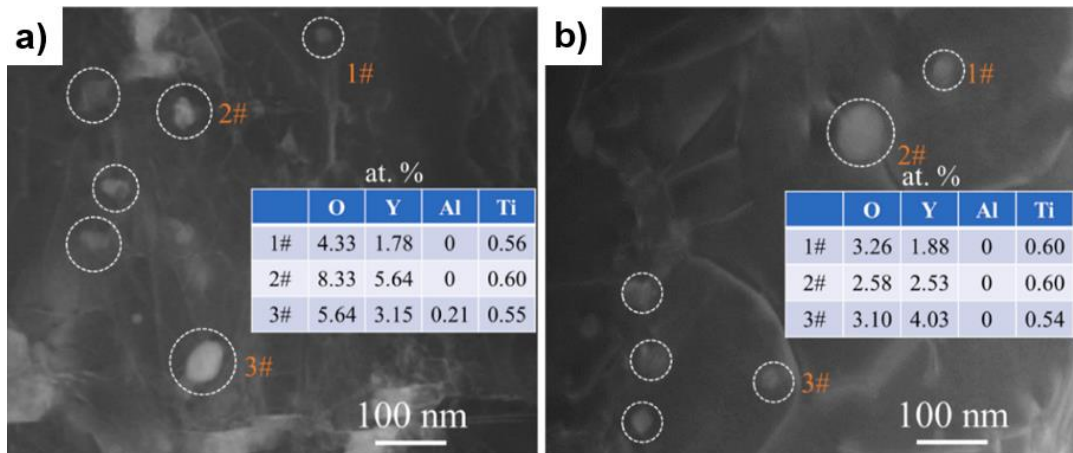 a)
1#
2#
at. %
O Y Al Ti
1# 4.33 1.78 0 0.56
2# 8.33 5.64 0 0.60
3# 5.64 3.15 0.21 0.55
3#
100 nm
b)
1#
2#
at. %
O Y Al Ti
1# 3.26 1.88 0 0.60
2# 2.58 2.53 0 0.60
3# 3.10 4.03 0 0.54
3#
100 nm